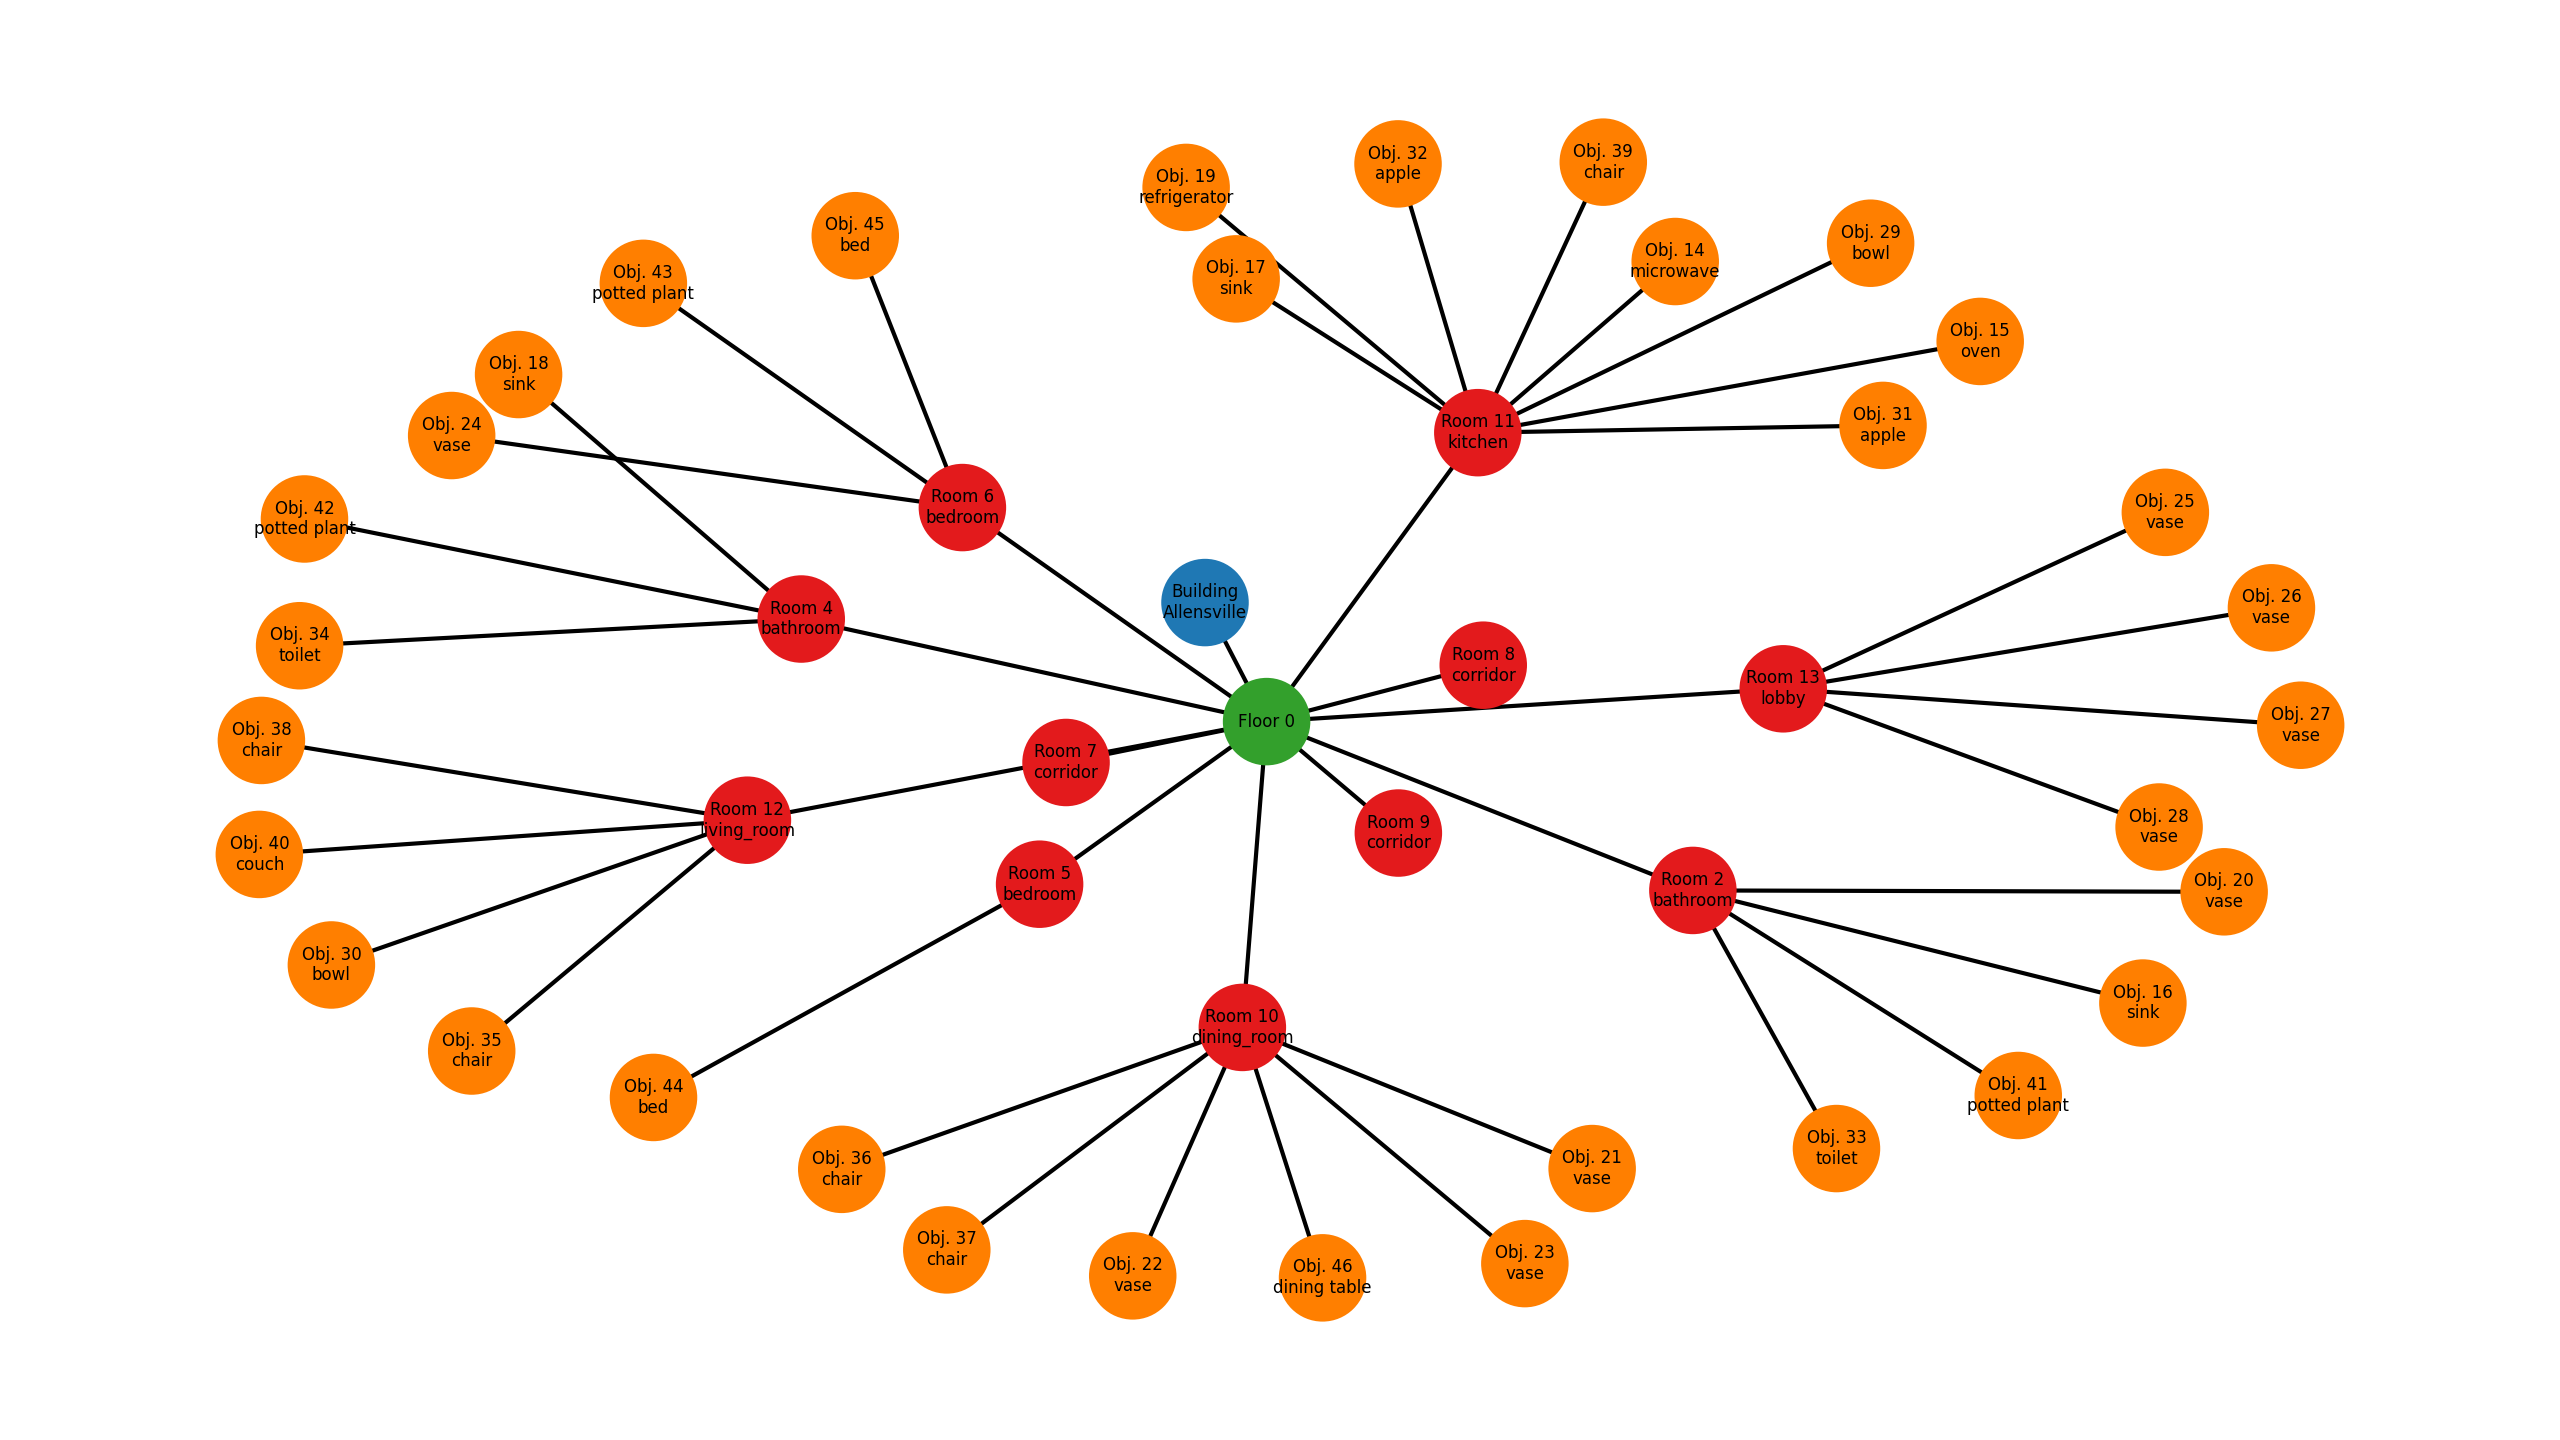 Obj. 32
apple
Obj. 39
chair
Obj. 19
refrigerator
Obj. 45
bed
Obj. 29
bowl
Obj. 14
microwave
Obj. 17
sink
Obj. 43
potted plant
Obj. 15
oven
Obj. 18
sink
Obj. 31
apple
Obj. 24
vase
Room 11
kitchen
Room 6
bedroom
Obj. 25
vase
Obj. 42
potted plant
Building
Allensville
Obj. 26
vase
Room 4
bathroom
Obj. 34
toilet
Room 8
corridor
Room 13
lobby
Floor 0
Obj. 27
vase
Obj. 38
chair
Room 7
corridor
Room 12
living_room
Obj. 28
vase
Room 9
corridor
Obj. 40
couch
Room 5
bedroom
Room 2
bathroom
Obj. 20
vase
Obj. 30
bowl
Obj. 16
sink
Room 10
dining_room
Obj. 35
chair
Obj. 44
bed
Obj. 41
potted plant
Obj. 33
toilet
Obj. 36
chair
Obj. 21
vase
Obj. 37
chair
Obj. 23
vase
Obj. 22
vase
Obj. 46
dining table